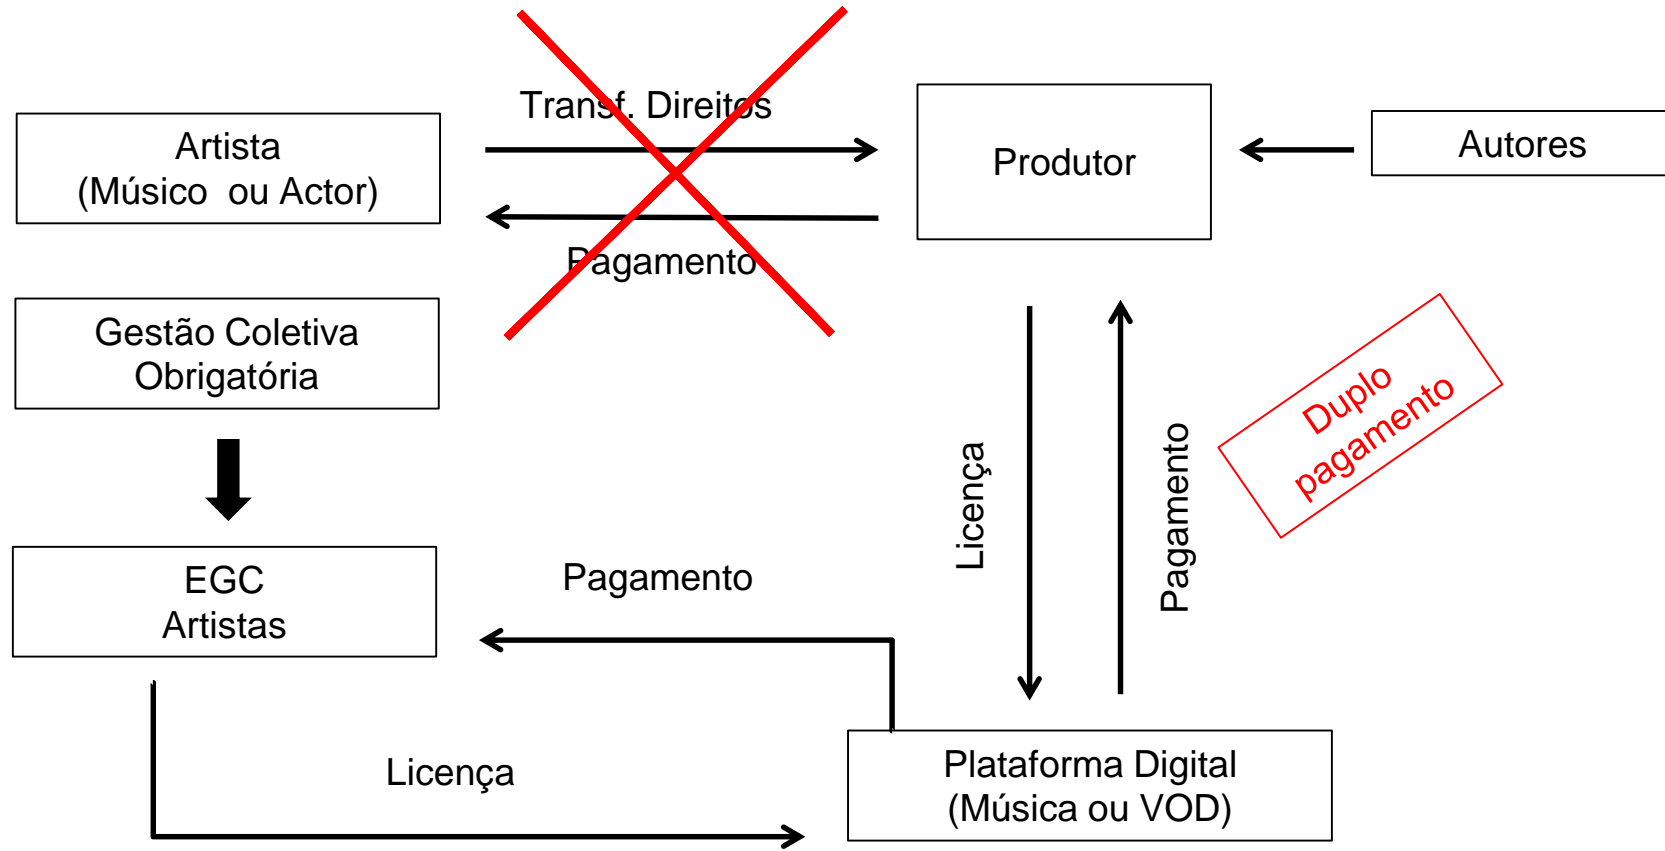 Transf. Direitos
Artista
(Músico ou Actor)
Produtor
Autores
Pagamento
Gestão Coletiva
Obrigatória
Duplo
pagamento
Licença
Pagamento
EGC
Artistas
Pagamento
Licença
Plataforma Digital
(Música ou VOD)